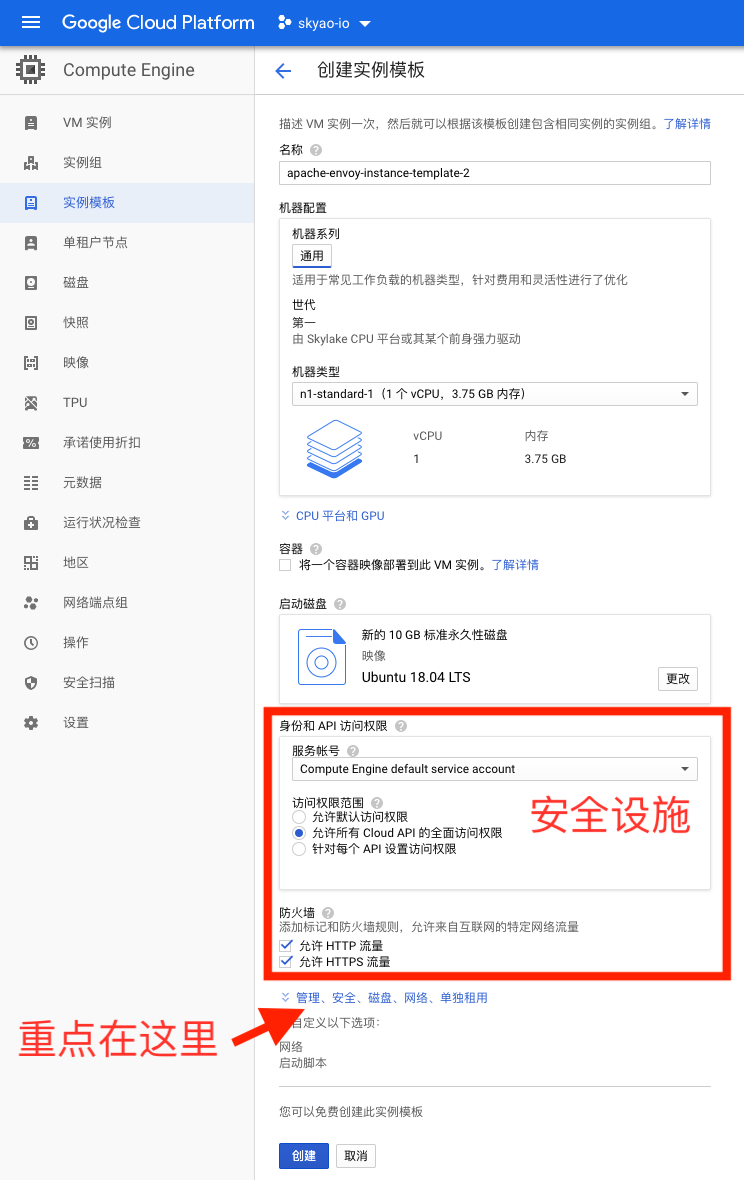 Google Cloud Platform
skyao-io
Compute Engine
创建实例模板
VM 实例
实例组
实例模板
单租户节点
磁盘
快照
映像
TPU
承诺使用折扣
元数据
运行状况检查
地区
网络端点组
操作
安全扫描
设置
描述 VM 实例一次，然后就可以根据该模板创建包含相同实例的实例组。了解详情
名称
apache-envoy-instance-template-2
机器配置
机器系列
通用
适用于常见工作负载的机器类型，针对费用和灵活性进行了优化
世代
第一
由 Skylake CPU 平台或其某个前身强力驱动
机器类型
n1-standard-1（1 个 vCPU，3.75 GB 内存）
vCPU 内存
1 3.75 GB
CPU 平台和 GPU
容器
将一个容器映像部署到此 VM 实例。了解详情
启动磁盘
新的 10 GB 标准永久性磁盘
映像
Ubuntu 18.04 LTS
更改
身份和 API 访问权限
服务帐号
Compute Engine default service account
访问权限范围
允许默认访问权限
允许所有 Cloud API 的全面访问权限
针对每个 API 设置访问权限
安全设施
防火墙
添加标记和防火墙规则，允许来自互联网的特定网络流量
允许 HTTP 流量
允许 HTTPS 流量
管理、安全、磁盘、网络、单独租用
重点在这里
自定义以下选项：
网络
启动脚本
您可以免费创建此实例模板
创建 取消